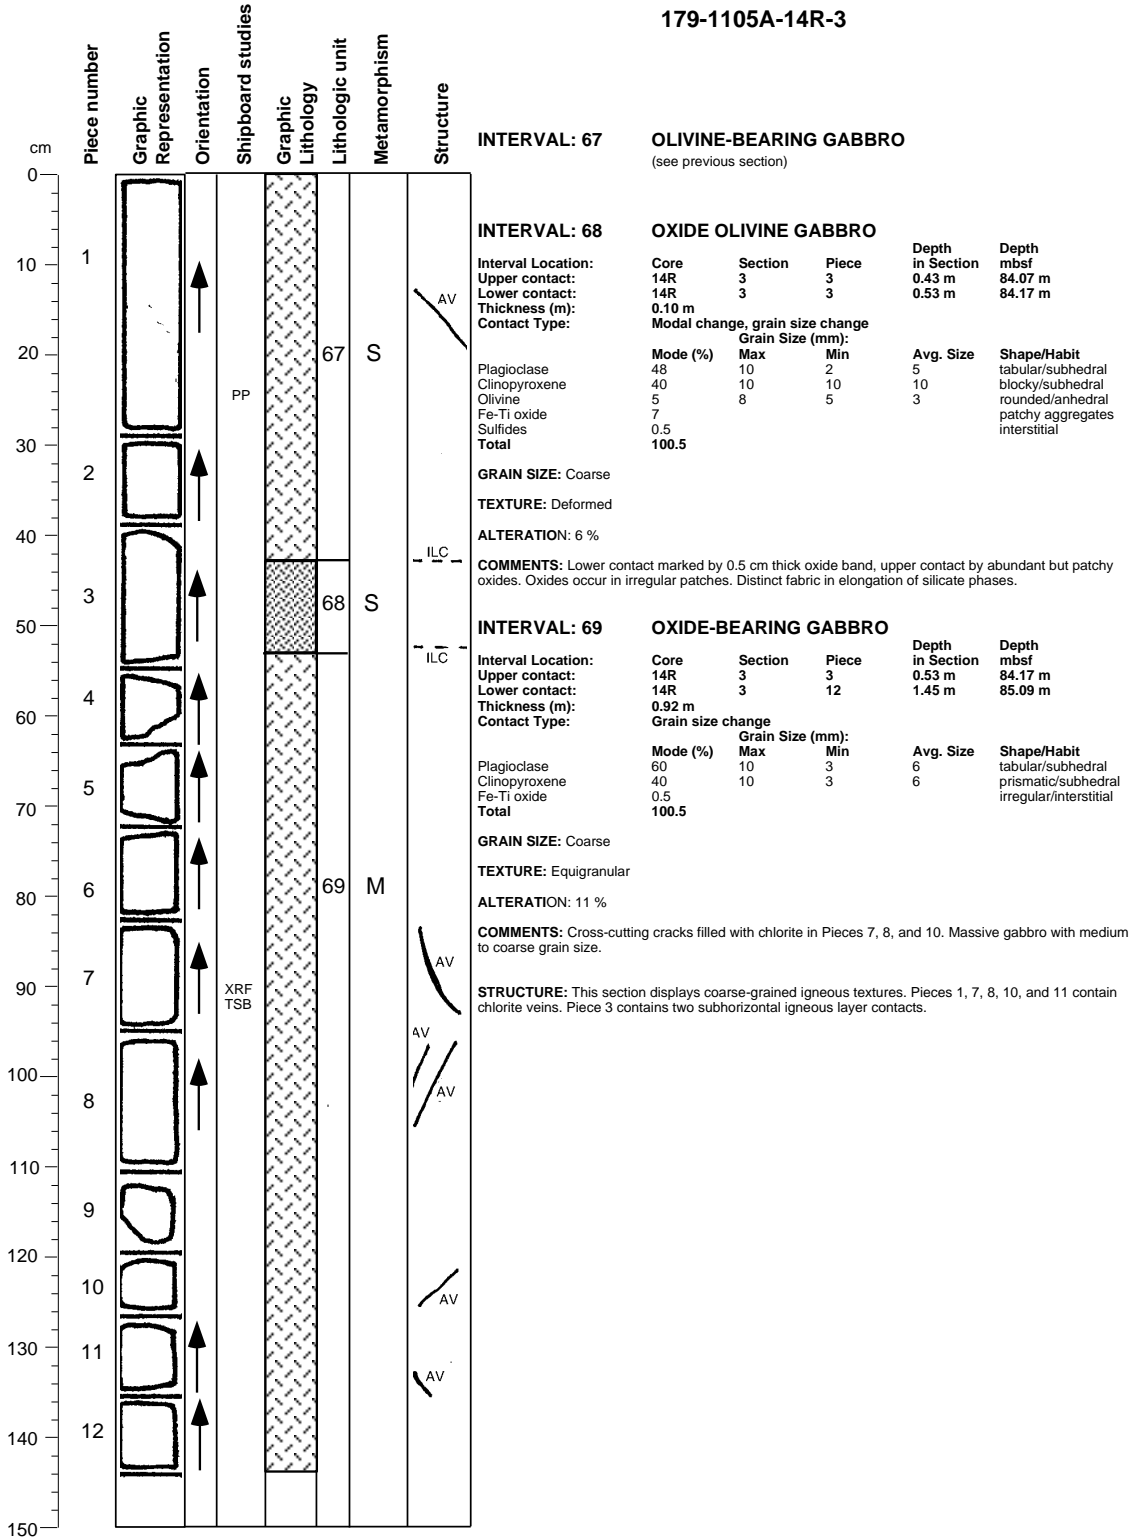 179-1105A-14R-3
cm
Piece number
Graphic
Representation
Orientation
Shipboard studies
Graphic
Lithology
Lithologic unit
Metamorphism
Structure
0
10
20
30
40
50
60
70
80
90
100
110
120
130
140
150
1
2
3
4
5
6
7
8
9
10
11
12
PP
XRF
TSB
67
68
69
S
S
M
AV
ILC
ILC
AV
AV
AV
AV
AV
INTERVAL: 67 OLIVINE-BEARING GABBRO
(see previous section)
INTERVAL: 68 OXIDE OLIVINE GABBRO
Depth Depth
Interval Location: Core Section Piece in Section mbsf
Upper contact: 14R 3 3 0.43 m 84.07 m
Lower contact: 14R 3 3 0.53 m 84.17 m
Thickness (m): 0.10 m
Contact Type: Modal change, grain size change
Grain Size (mm):
Mode (%) Max Min Avg. Size Shape/Habit
Plagioclase 48 10 2 5 tabular/subhedral
Clinopyroxene 40 10 10 10 blocky/subhedral
Olivine 5 8 5 3 rounded/anhedral
Fe-Ti oxide 7 patchy aggregates
Sulfides 0.5 interstitial
Total 100.5
GRAIN SIZE: Coarse
TEXTURE: Deformed
ALTERATION: 6 %
COMMENTS: Lower contact marked by 0.5 cm thick oxide band, upper contact by abundant but patchy
oxides. Oxides occur in irregular patches. Distinct fabric in elongation of silicate phases.
INTERVAL: 69 OXIDE-BEARING GABBRO
Depth Depth
Interval Location: Core Section Piece in Section mbsf
Upper contact: 14R 3 3 0.53 m 84.17 m
Lower contact: 14R 3 12 1.45 m 85.09 m
Thickness (m): 0.92 m
Contact Type: Grain size change
Grain Size (mm):
Mode (%) Max Min Avg. Size Shape/Habit
Plagioclase 60 10 3 6 tabular/subhedral
Clinopyroxene 40 10 3 6 prismatic/subhedral
Fe-Ti oxide 0.5 irregular/interstitial
Total 100.5
GRAIN SIZE: Coarse
TEXTURE: Equigranular
ALTERATION: 11 %
COMMENTS: Cross-cutting cracks filled with chlorite in Pieces 7, 8, and 10. Massive gabbro with medium
to coarse grain size.
STRUCTURE: This section displays coarse-grained igneous textures. Pieces 1, 7, 8, 10, and 11 contain
chlorite veins. Piece 3 contains two subhorizontal igneous layer contacts.